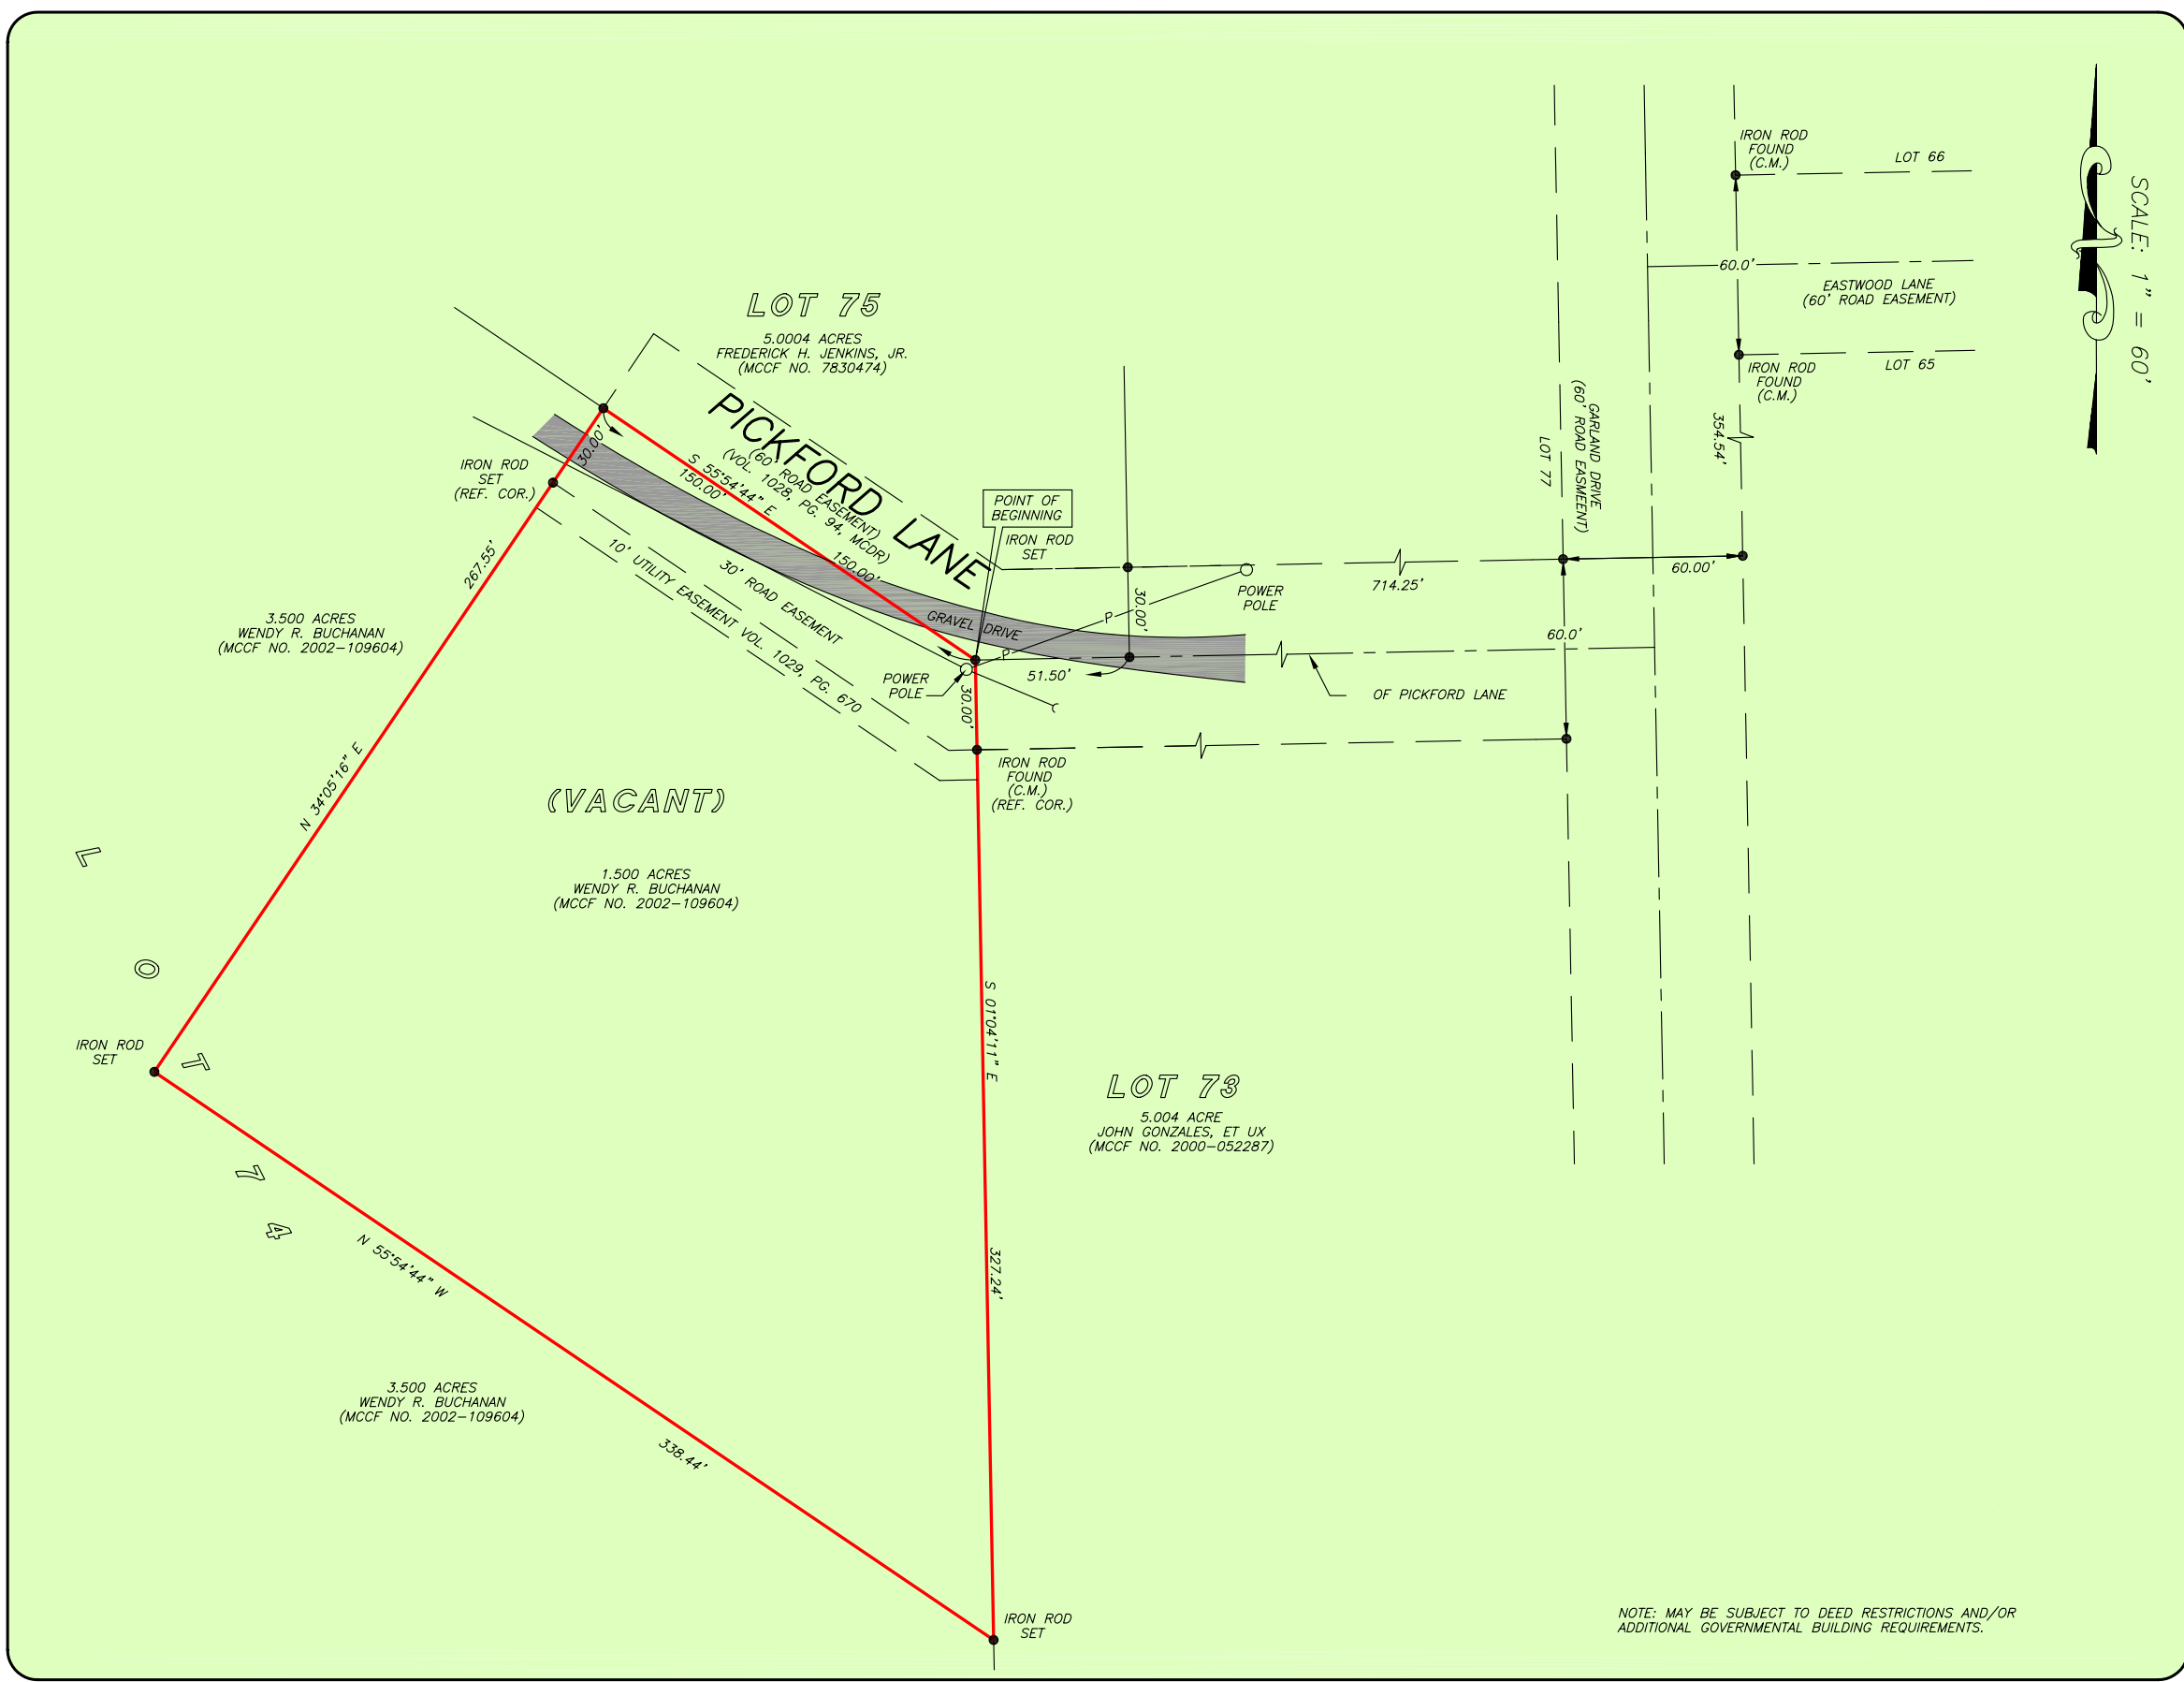 SCALE: 1" = 60'
IRON ROD
FOUND
(C.M.)
LOT 66
60.0'
EASTWOOD LANE
(60' ROAD EASEMENT)
LOT 65
IRON ROD
FOUND
(C.M.)
354.54'
GARLAND DRIVE
(60' ROAD EASMENT)
LOT 77
LOT 75
5.0004 ACRES
FREDERICK H. JENKINS, JR.
(MCCF NO. 7830474)
PICKFORD LANE
(60' ROAD EASEMENT)
(VOL. 1028, PG. 94, MCDR)
S 55°54'44" E
150.00'
150.00'
30.00'
IRON ROD
SET
(REF. COR.)
POINT OF
BEGINNING
IRON ROD
SET
10' UTILITY EASEMENT VOL. 1029, PG. 670
30' ROAD EASEMENT
GRAVEL DRIVE
P
P
POWER
POLE
30.00'
714.25'
60.00'
60.0'
51.50'
OF PICKFORD LANE
POWER
POLE
30.00'
IRON ROD
FOUND
(C.M.)
(REF. COR.)
267.55'
N 34°05'16" E
3.500 ACRES
WENDY R. BUCHANAN
(MCCF NO. 2002-109604)
(VACANT)
1.500 ACRES
WENDY R. BUCHANAN
(MCCF NO. 2002-109604)
LOT 74
IRON ROD
SET
S 01°04'11" E
327.24'
LOT 73
5.004 ACRE
JOHN GONZALES, ET UX
(MCCF NO. 2000-052287)
N 55°54'44" W
338.44'
3.500 ACRES
WENDY R. BUCHANAN
(MCCF NO. 2002-109604)
IRON ROD
SET
NOTE: MAY BE SUBJECT TO DEED RESTRICTIONS AND/OR
ADDITIONAL GOVERNMENTAL BUILDING REQUIREMENTS.